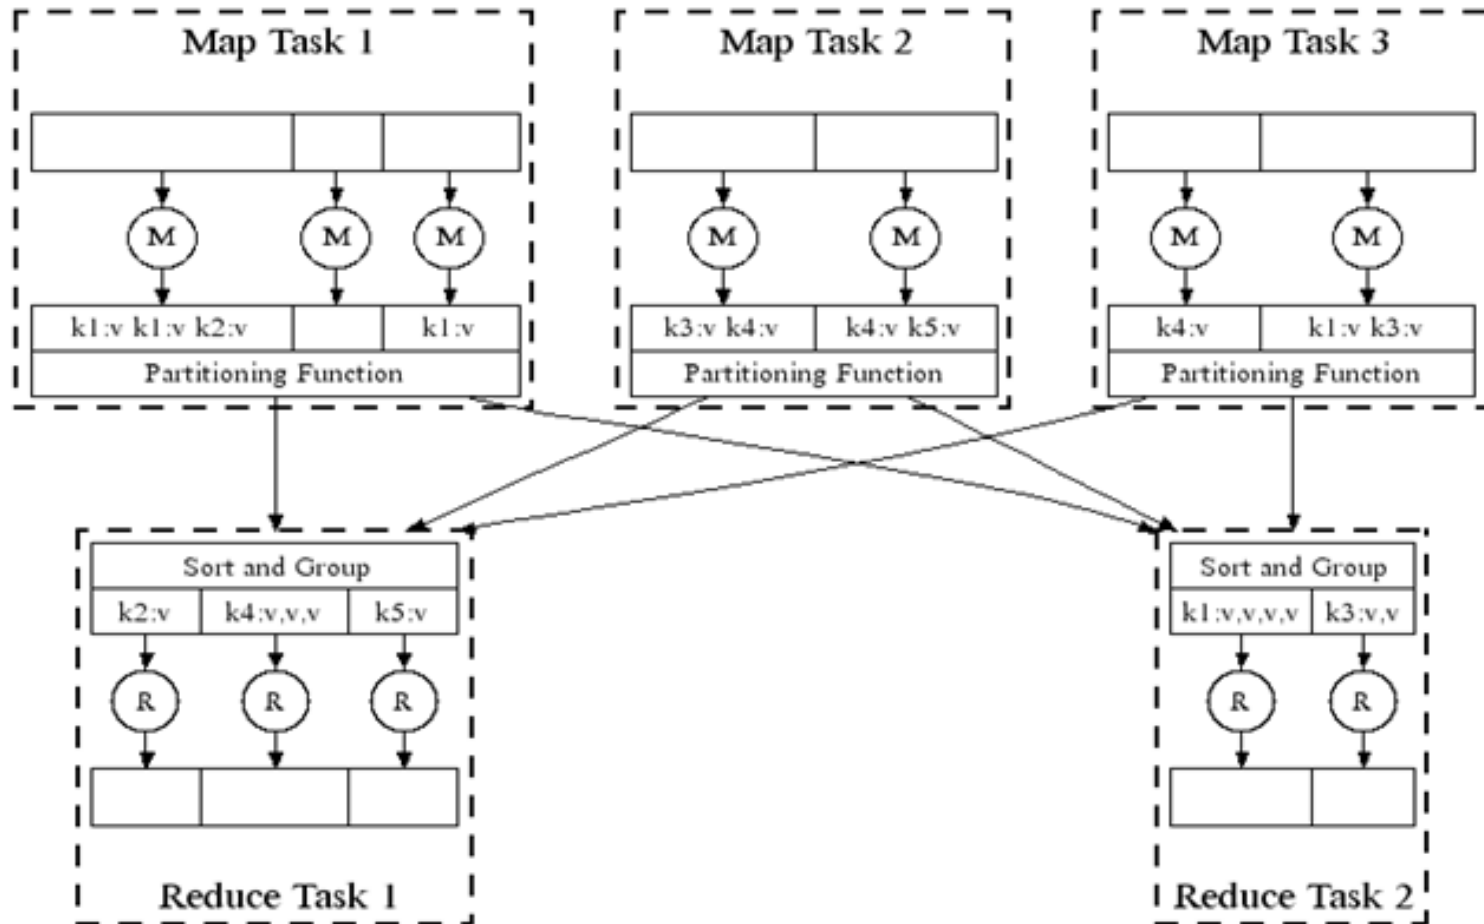 Map Task 1
Map Task 2
Map Task 3
M
M
M
M
M
M
M
k1:v k1:v k2:v
k1:v
k3:v k4:v
k4:v k5:v
k4:v
k1:v k3:v
Partitioning Function
Partitioning Function
Partitioning Function
Sort and Group
Sort and Group
k2:v
k4:v,v,v
k5:v
k1:v,v,v,v
k3:v,v
R
R
R
R
R
Reduce Task 1
Reduce Task 2